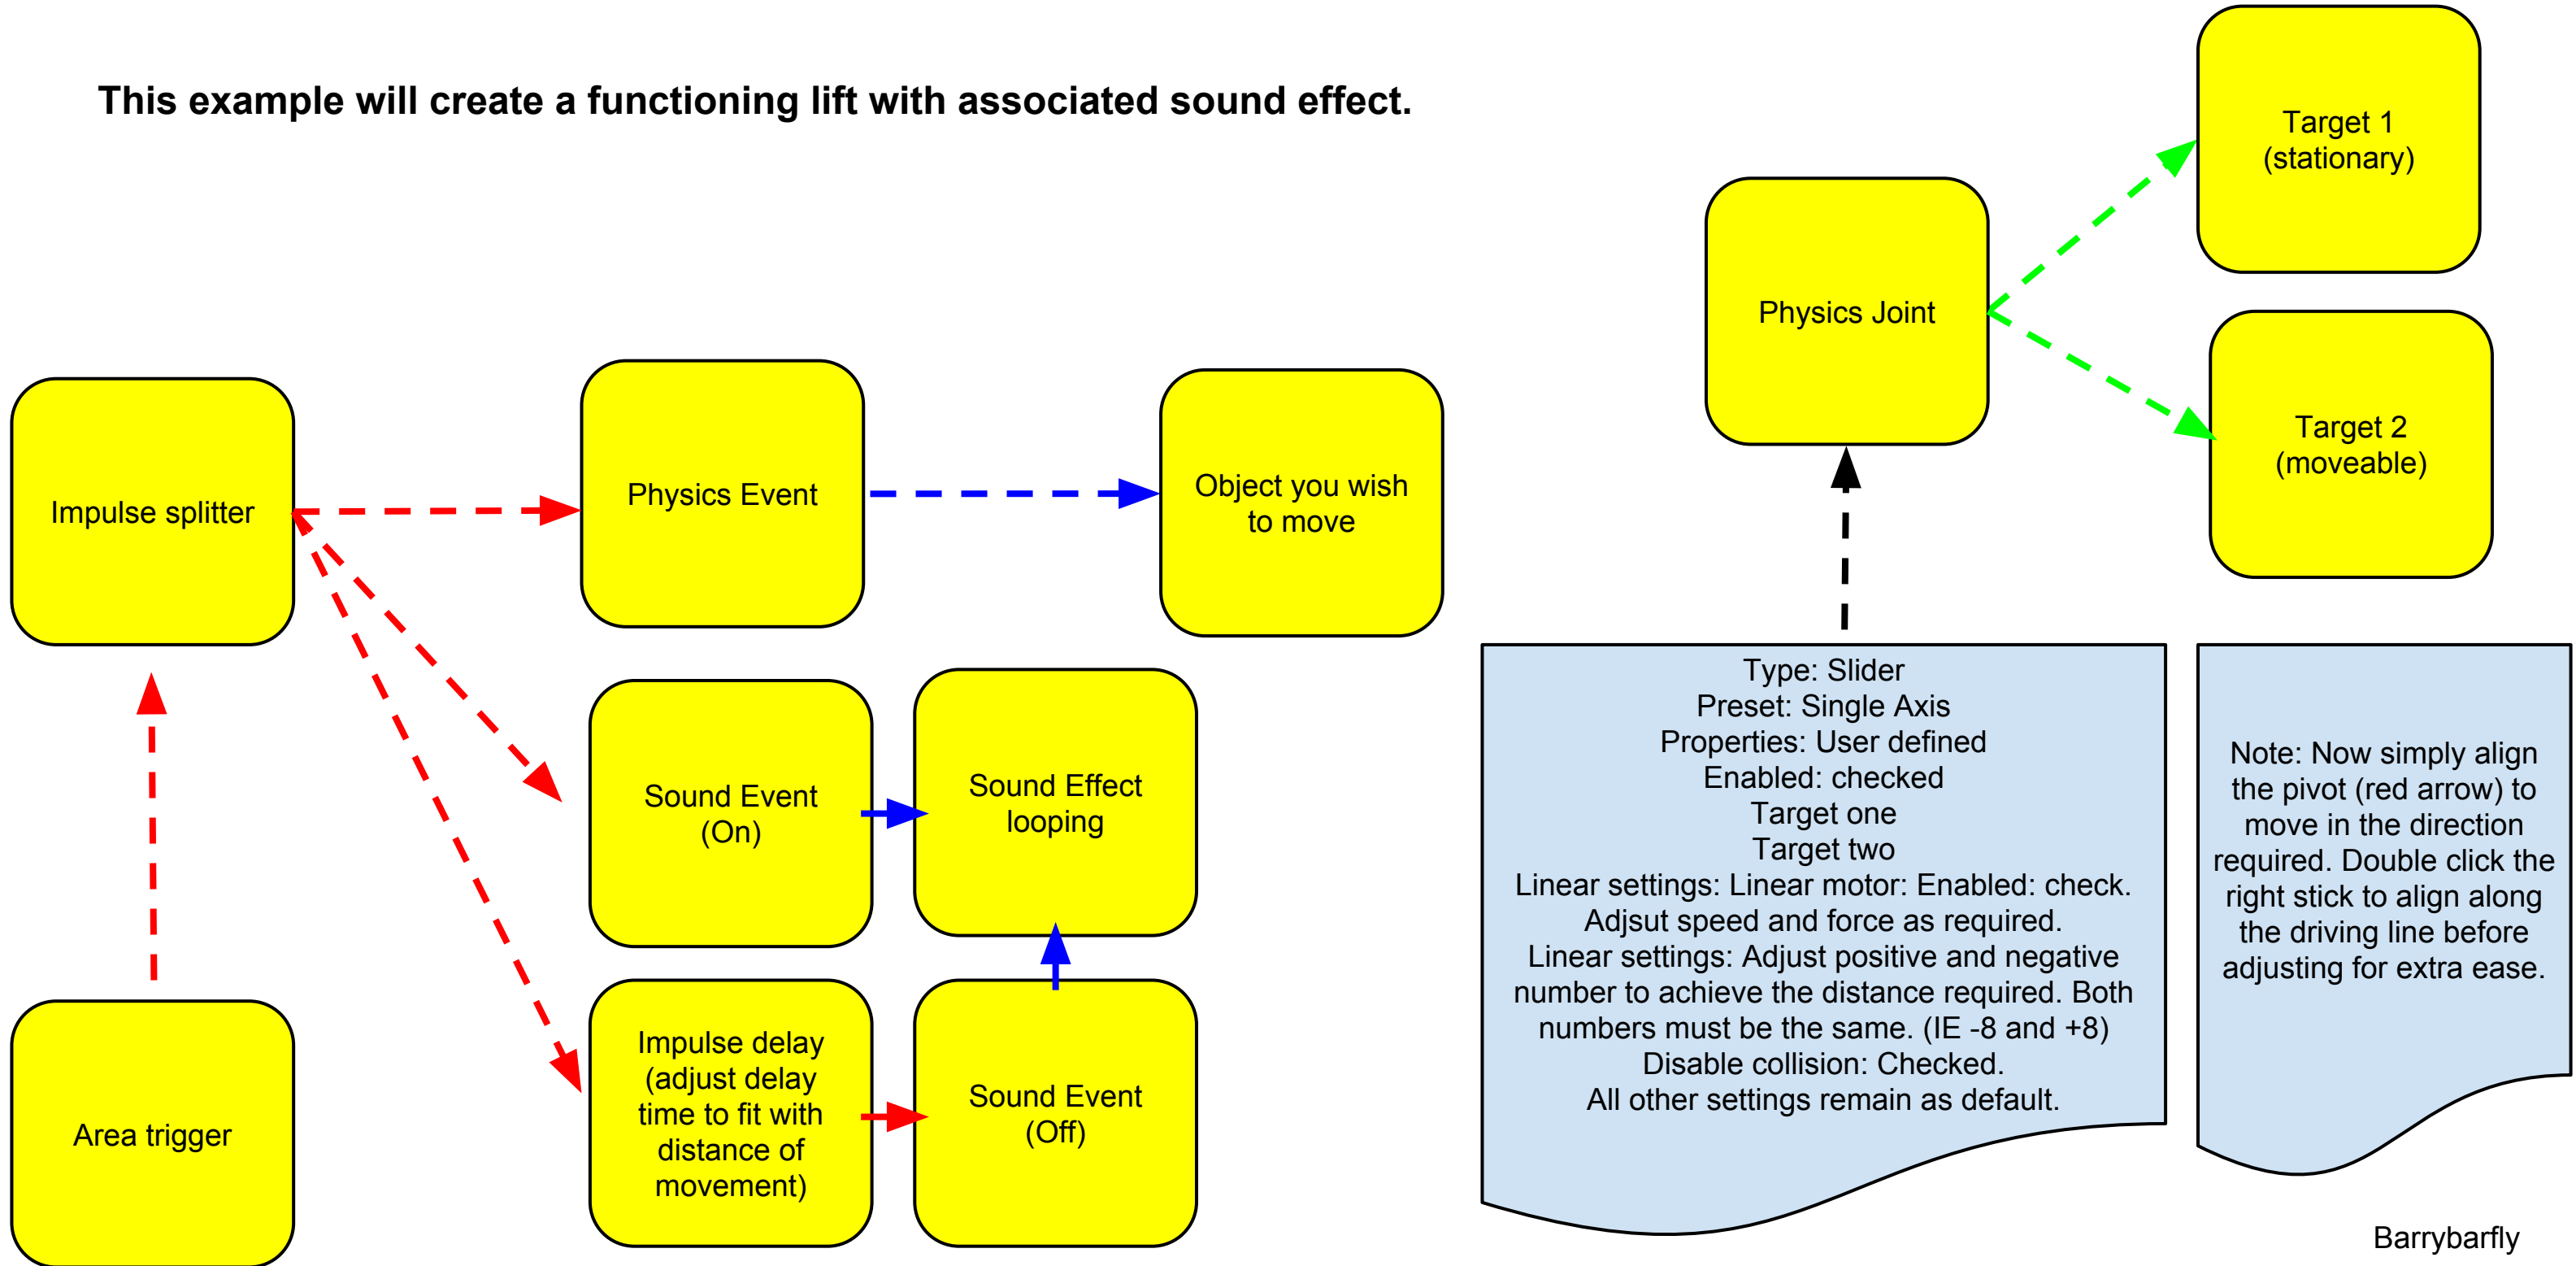 This example will create a functioning lift with associated sound effect.
Target 1
(stationary)
Physics Joint
Target 2
(moveable)
Impulse splitter
Physics Event
Object you wish
to move
Sound Event
(On)
Sound Effect
looping
Area trigger
Impulse delay
(adjust delay
time to fit with
distance of
movement)
Sound Event
(Off)
Type: Slider
Preset: Single Axis
Properties: User defined
Enabled: checked
Target one
Target two
Linear settings: Linear motor: Enabled: check.
Adjsut speed and force as required.
Linear settings: Adjust positive and negative
number to achieve the distance required. Both
numbers must be the same. (IE -8 and +8)
Disable collision: Checked.
All other settings remain as default.
Note: Now simply align
the pivot (red arrow) to
move in the direction
required. Double click the
right stick to align along
the driving line before
adjusting for extra ease.
Barrybarfly